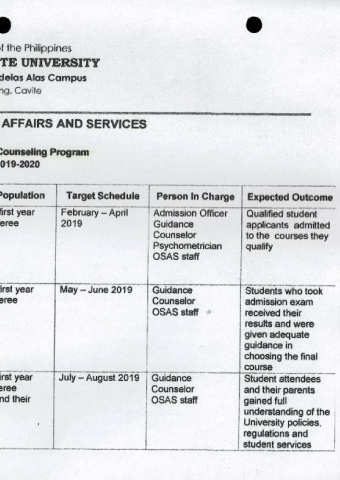 of the Philippines
TE UNIVERSITY
delas Alas Campus
ng, Cavite
AFFAIRS AND SERVICES
Counseling Program
019-2020
Population Target Schedule Person In Charge Expected Outcome
first year
eree
February – April
2019
Admission Officer
Guidance
Counselor
Psychometrician
OSAS staff
Qualified student
applicants admitted
to the courses they
qualify
first year
eree
May – June 2019
Guidance
Counselor
OSAS staff
Students who took
admission exam
received their
results and were
given adequate
guidance in
choosing the final
course
first year
eree
nd their
July – August 2019
Guidance
Counselor
OSAS staff
Student attendees
and their parents
gained full
understanding of the
University policies,
regulations and
student services